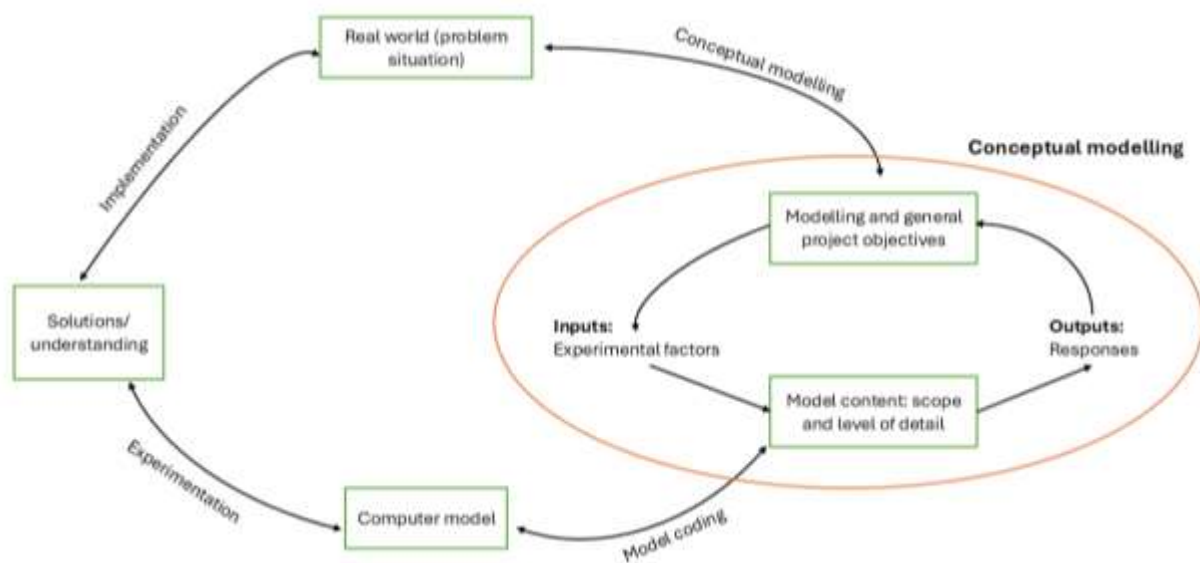 Real world (problem
situation)
Conceptual modelling
Implementation
Conceptual modelling
Modelling and general
project objectives
Solutions/
understanding
Inputs:
Experimental factors
Outputs:
Responses
Model content: scope
and level of detail
Experimentation
Computer model
Model coding